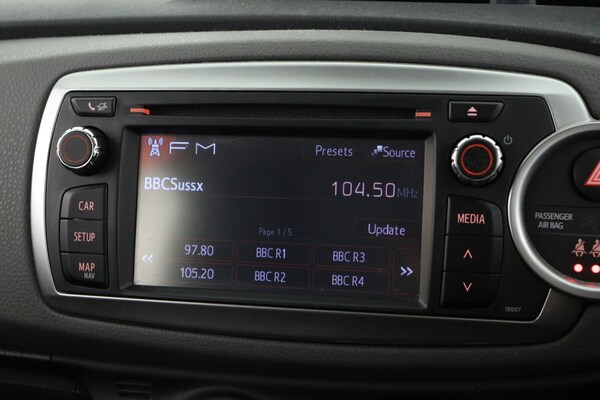 FM
Presets Source
BBCSussx
104.50MHz
Page 1/5
Update
97.80 BBC R1 BBC R3
« »
105.20 BBC R2 BBC R4
CAR
SETUP
MAP
NAV
MEDIA
19007
PASSENGER
AIR BAG